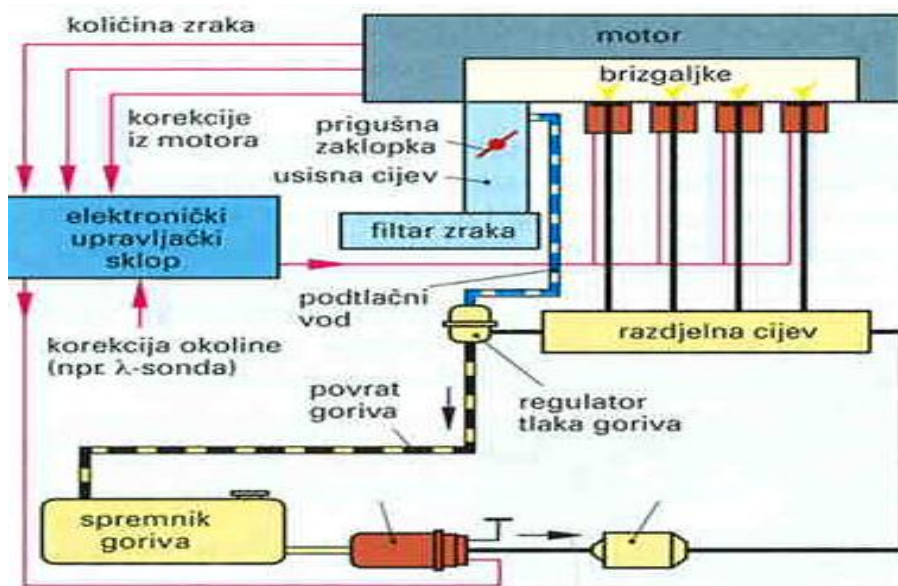 količina zraka
motor
brizgaljke
korekcije
iz motora
prigušna
zaklopka
usisna cijev
elektronički
upravljački
sklop
filtar zraka
podtlačni
vod
razdjelna cijev
korekcija okoline
(npr. λ-sonda)
povrat
goriva
regulator
tlaka goriva
spremnik
goriva